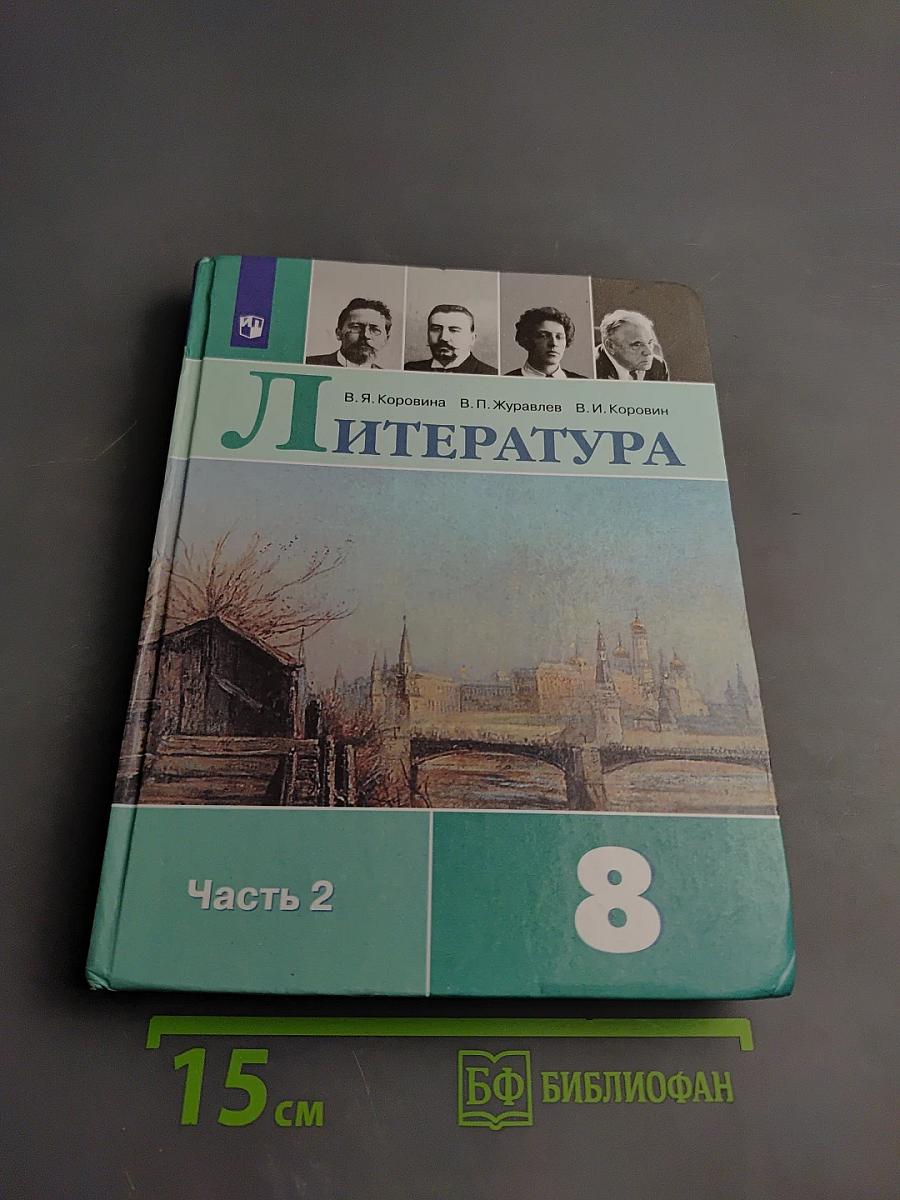 В. Я. Коровина В. П. Журавлев В. И. Коровин
ЛИТЕРАТУРА
Часть 2
8
15 см
БФ БИБЛИОФАН